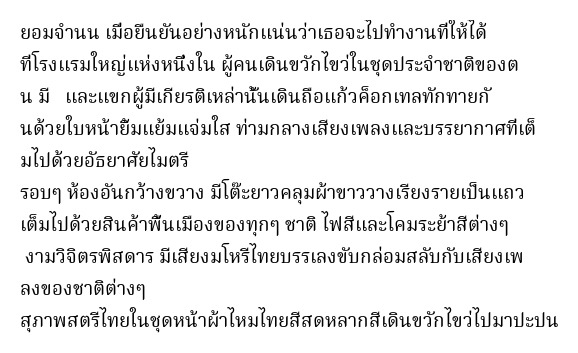 ยอมจำนน เมื่อยืนยันอย่างหนักแน่นว่าเธอจะไปทำงานที่ให้ได้
ที่โรงแรมใหญ่แห่งหนึ่งใน ผู้คนเดินขวักไขว่ในชุดประจำชาติของต
น มี   และแขกผู้มีเกียรติเหล่านั้นเดินถือแก้วค็อกเทลทักทายกั
นด้วยใบหน้ายิ้มแย้มแจ่มใส ท่ามกลางเสียงเพลงและบรรยากาศที่เต็
มไปด้วยอัธยาศัยไมตรี
รอบๆ ห้องอันกว้างขวาง มีโต๊ะยาวคลุมผ้าขาววางเรียงรายเป็นแถว
เต็มไปด้วยสินค้าพื้นเมืองของทุกๆ ชาติ ไฟสีและโคมระย้าสีต่างๆ
งามวิจิตรพิสดาร มีเสียงมโหรีไทยบรรเลงขับกล่อมสลับกับเสียงเพ
ลงของชาติต่างๆ
สุภาพสตรีไทยในชุดหน้าผ้าไหมไทยสีสดหลากสีเดินขวักไขว่ไปมาปะปน